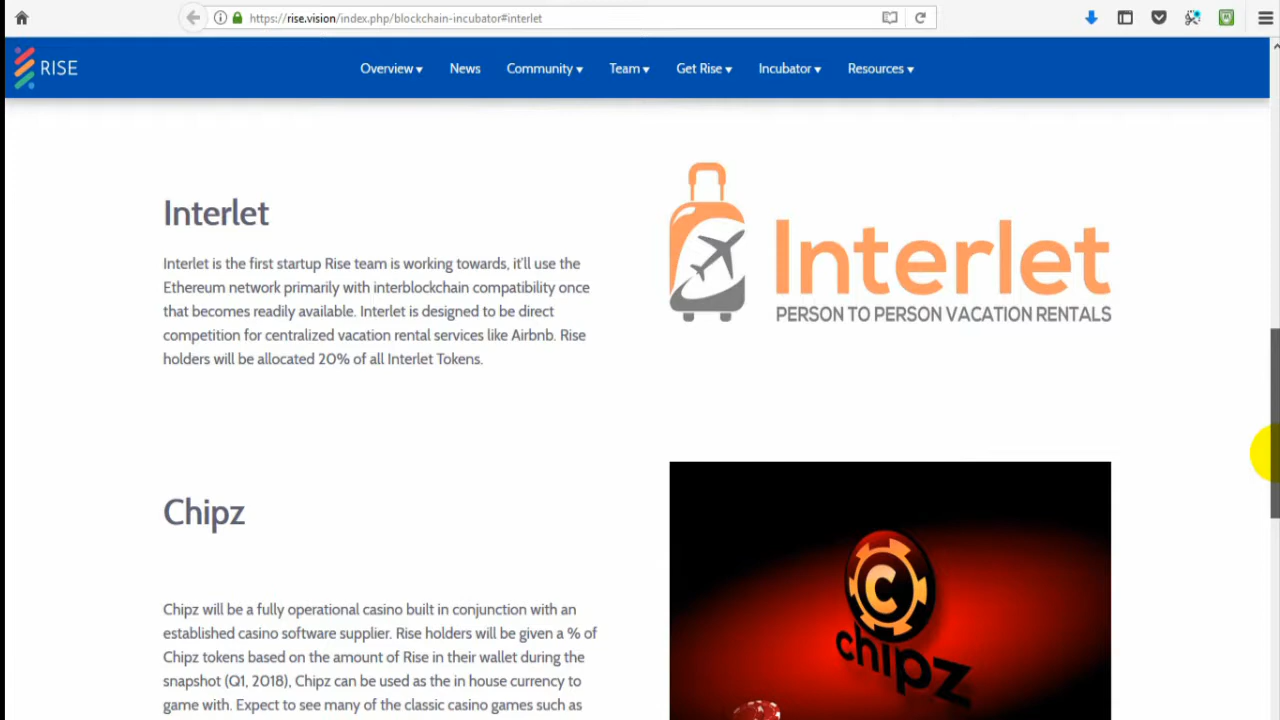 https://rise.vision/index.php/blockchain-incubator#interlet
RISE
Overview
News
Community
Team
Get Rise
Incubator
Resources
Interlet
Interlet is the first startup Rise team is working towards, it'll use the
Ethereum network primarily with interblockchain compatibility once
that becomes readily available. Interlet is designed to be direct
competition for centralized vacation rental services like Airbnb. Rise
holders will be allocated 20% of all Interlet Tokens.
Interlet
PERSON TO PERSON VACATION RENTALS
Chipz
Chipz will be a fully operational casino built in conjunction with an
established casino software supplier. Rise holders will be given a % of
Chipz tokens based on the amount of Rise in their wallet during the
snapshot (Q1, 2018), Chipz can be used as the in house currency to
game with. Expect to see many of the classic casino games such as
C
chipz